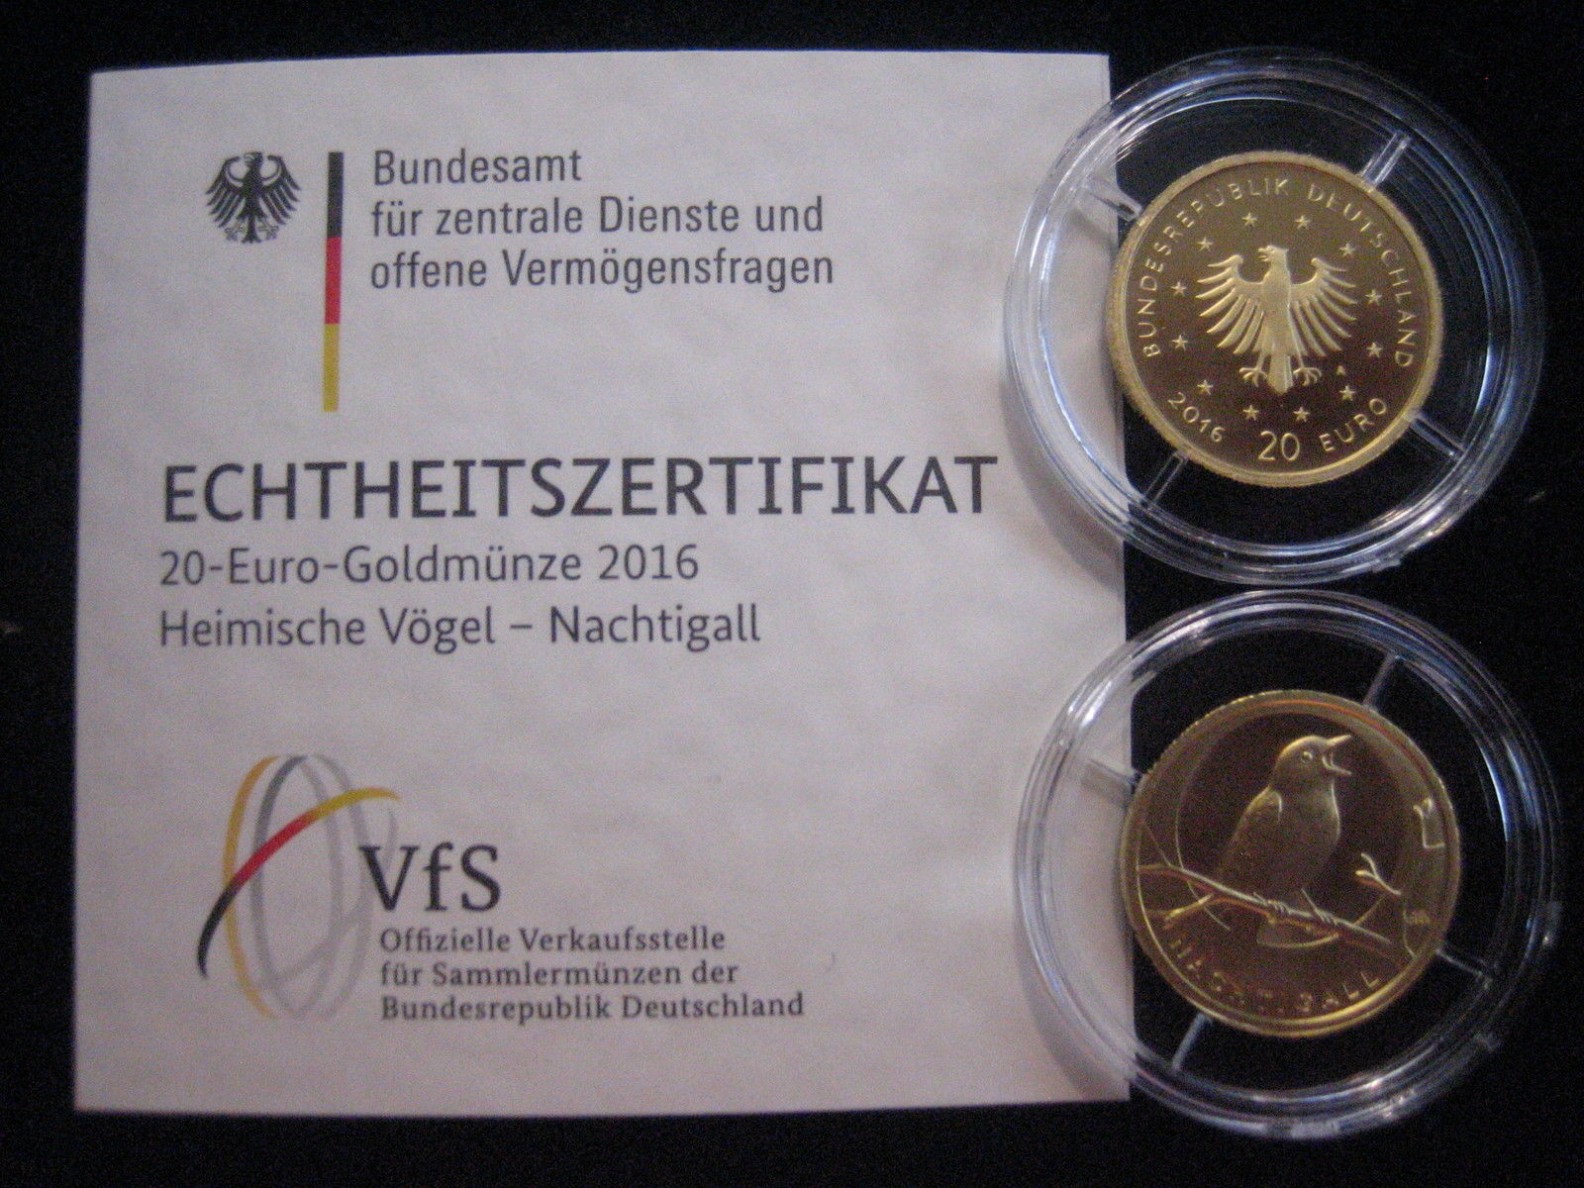 Bundesamt
für zentrale Dienste und
offene Vermögensfragen
ECHTHEITSZERTIFIKAT
20-Euro-Goldmünze 2016
Heimische Vögel – Nachtigall
VfS
Offizielle Verkaufsstelle
für Sammlermünzen der
Bundesrepublik Deutschland
BUNDESREPUBLIK DEUTSCHLAND
A
2016 20 EURO
NACHTIGALL